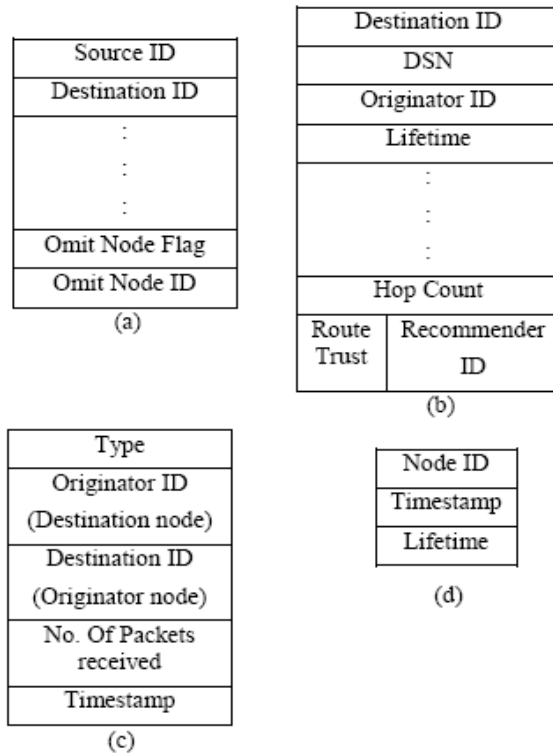 Source ID
Destination ID
:
:
:
Omit Node Flag
Omit Node ID
(a)
Destination ID
DSN
Originator ID
Lifetime
:
:
:
Hop Count
Route
Trust
Recommender
ID
(b)
Type
Originator ID
(Destination node)
Destination ID
(Originator node)
No. Of Packets
received
Timestamp
(c)
Node ID
Timestamp
Lifetime
(d)